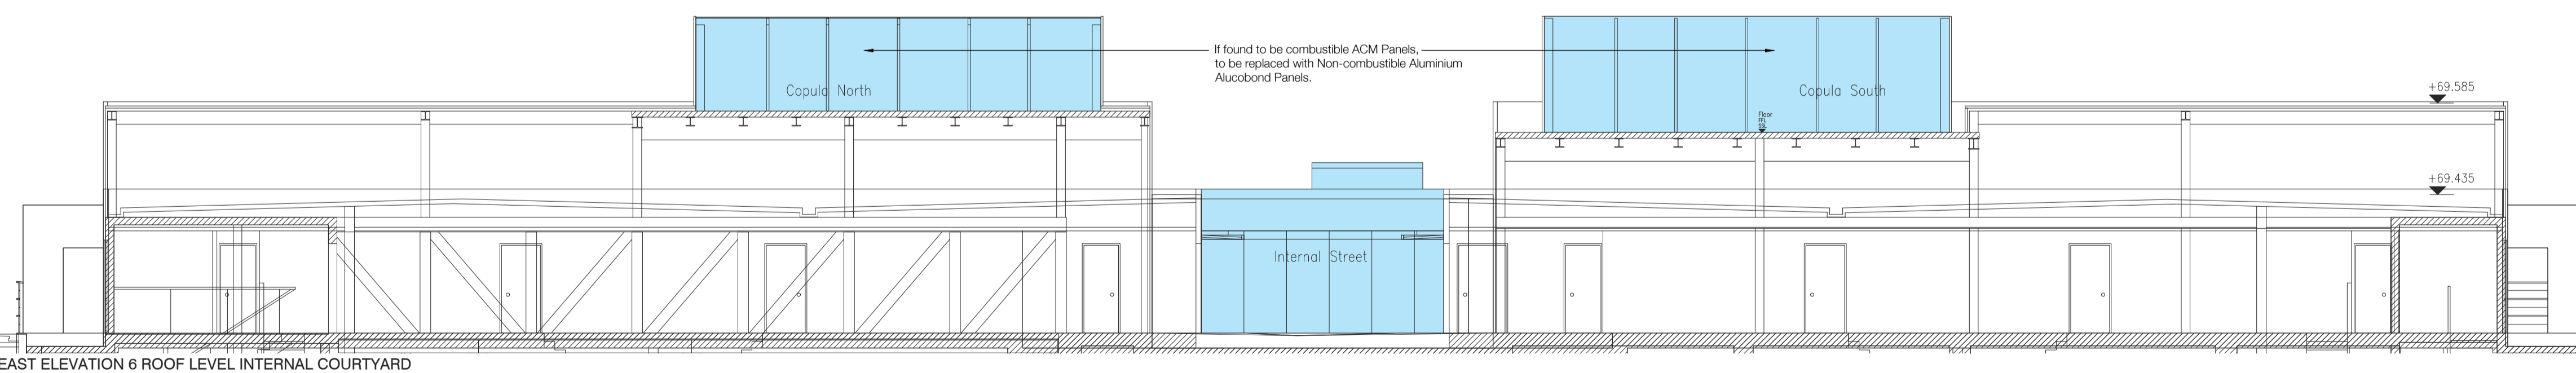 If found to be combustible ACM Panels,
to be replaced with Non-combustible Aluminium
Alucobond Panels.
Copula North
Copula South
+69.585
Floor
+69.435
Internal Street
EAST ELEVATION 6 ROOF LEVEL INTERNAL COURTYARD